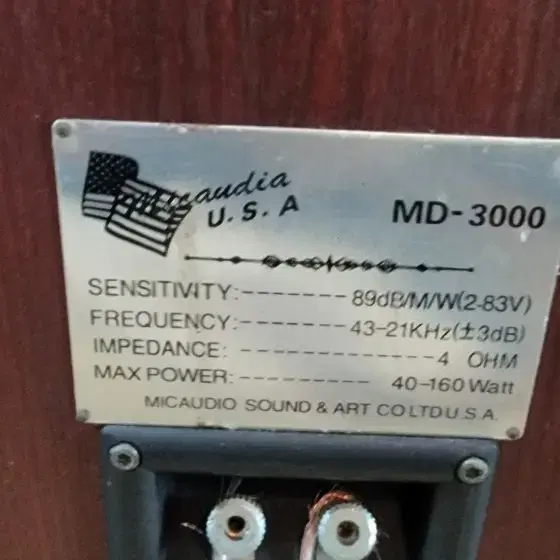 Micaudia
U.S.A
MD-3000
SENSITIVITY:-------89dB/M/W(2-83V)
FREQUENCY:-------43-21KHz(±3dB)
IMPEDANCE: ------------4 OHM
MAX POWER:--------- 40-160 Watt
MICAUDIO SOUND & ART CO LTD U.S.A.